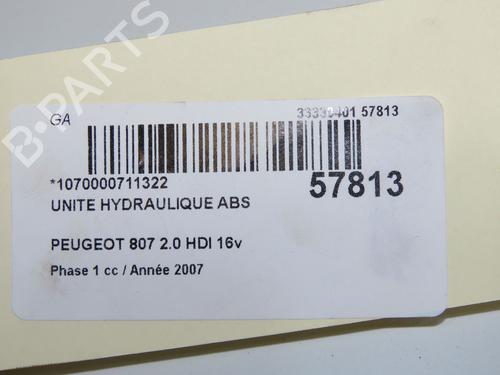 GA
33330401 57813
*1070000711322
57813
UNITE HYDRAULIQUE ABS
PEUGEOT 807 2.0 HDI 16v
Phase 1 cc / Année 2007
B-PARTS